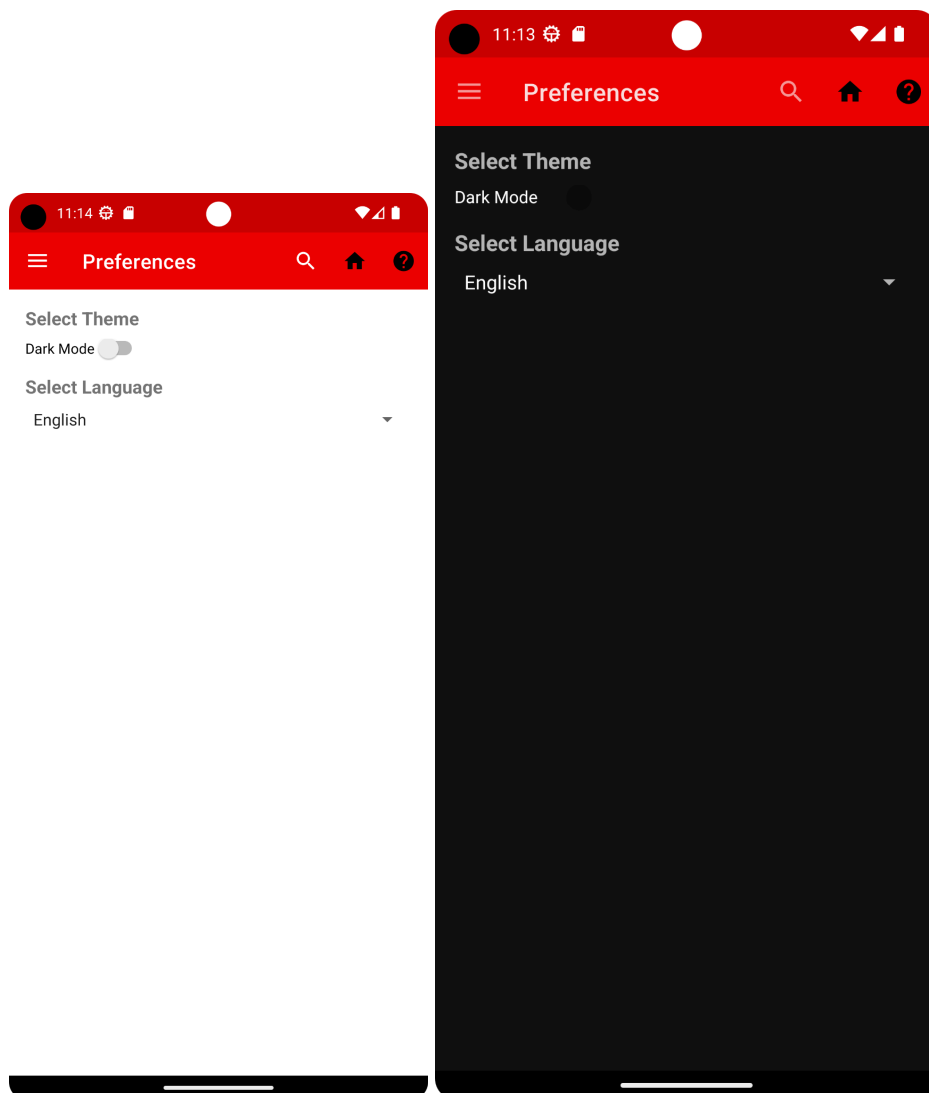 11:14
Preferences
Select Theme
Dark Mode
Select Language
English
11:13
Preferences
Select Theme
Dark Mode
Select Language
English